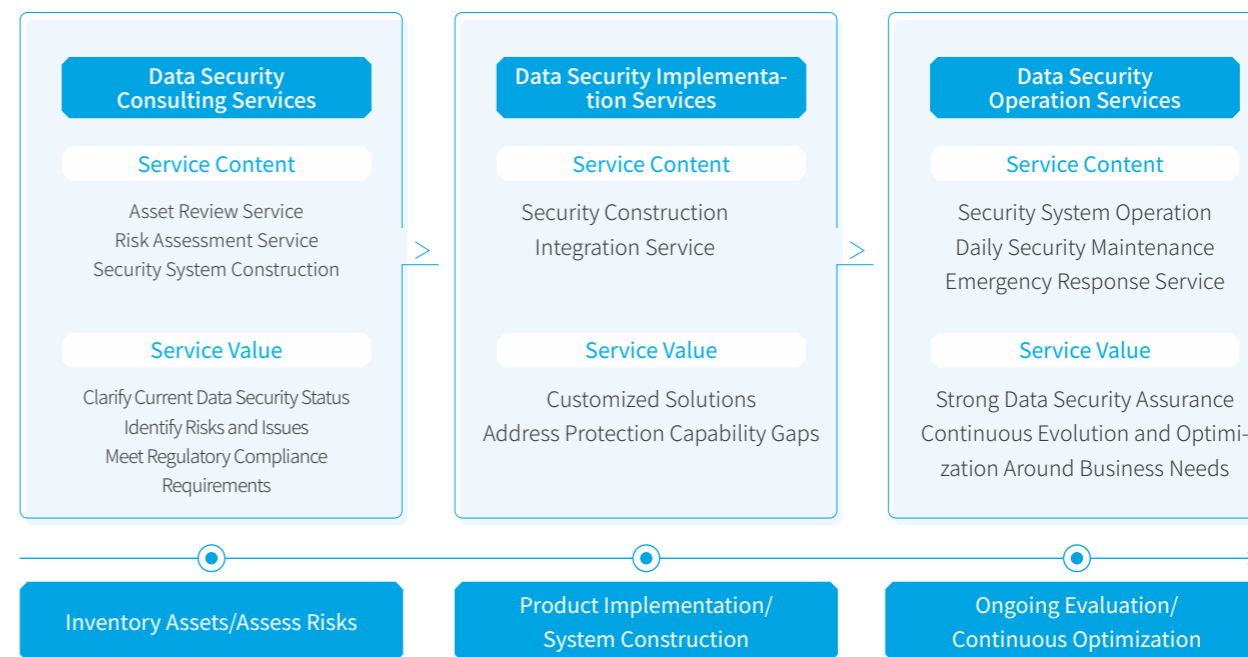 Data Security
Consulting Services
Service Content
Asset Review Service
Risk Assessment Service
Security System Construction
Service Value
Clarify Current Data Security Status
Identify Risks and Issues
Meet Regulatory Compliance
Requirements
Data Security Implementa-
tion Services
Service Content
Security Construction
Integration Service
Service Value
Customized Solutions
Address Protection Capability Gaps
Data Security
Operation Services
Service Content
Security System Operation
Daily Security Maintenance
Emergency Response Service
Service Value
Strong Data Security Assurance
Continuous Evolution and Optimi-
zation Around Business Needs
Inventory Assets/Assess Risks
Product Implementation/
System Construction
Ongoing Evaluation/
Continuous Optimization